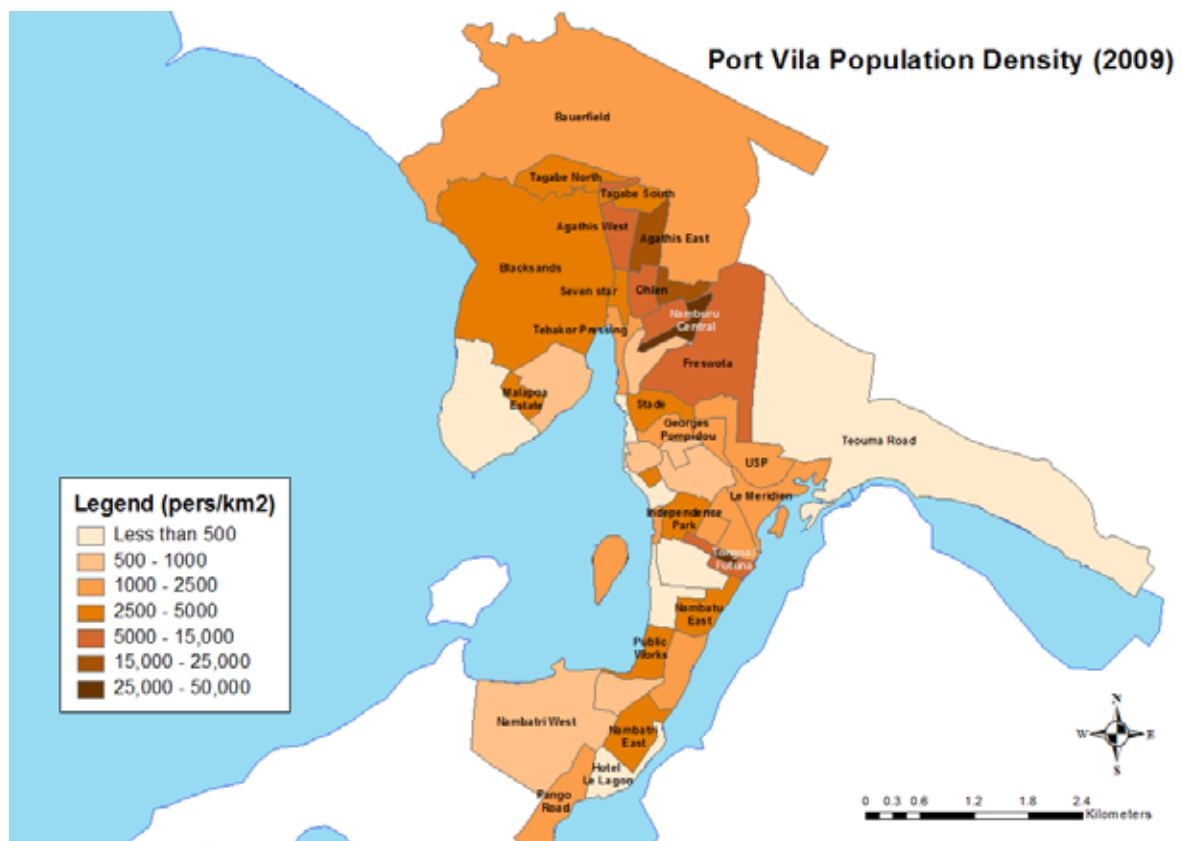 Port Vila Population Density (2009)
Bauerfield
Tagabe North
Tagabe South
Agathis West
Agathis East
Blacksands
Seven star
Ohlen
Namburu
Central
Tebakor Pressing
Freswota
Malapoa
Estate
Stade
Georges
Pompidou
Teouma Road
USP
Le Meridien
Independence
Park
Futuna
Nambatu
East
Public
Works
Nambatri West
Nambatri
East
Hotel
Le Lagon
Pango
Road
Legend (pers/km2)
Less than 500
500 - 1000
1000 - 2500
2500 - 5000
5000 - 15,000
15,000 - 25,000
25,000 - 50,000
N
W E
S
0 0.3 0.6 1.2 1.8 2.4
Kilometers